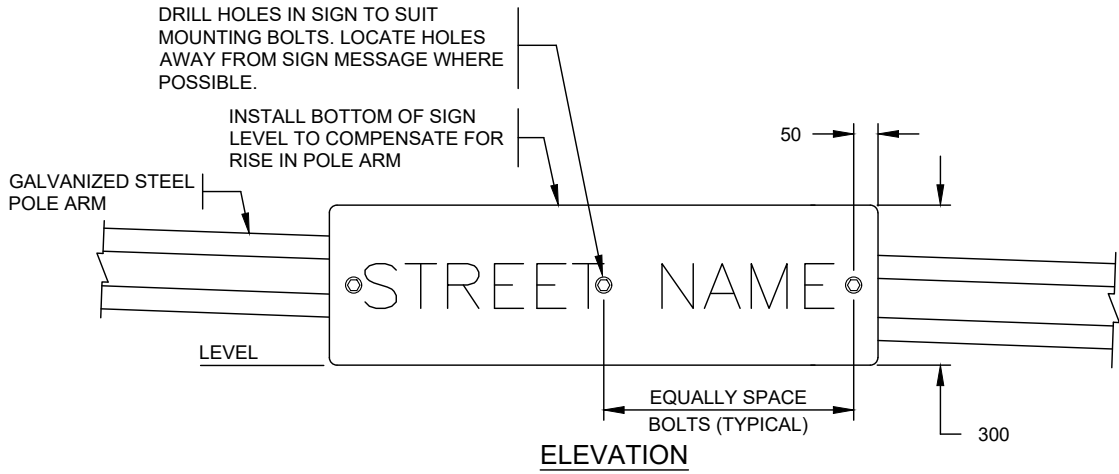 DRILL HOLES IN SIGN TO SUIT
MOUNTING BOLTS. LOCATE HOLES
AWAY FROM SIGN MESSAGE WHERE
POSSIBLE.
INSTALL BOTTOM OF SIGN
LEVEL TO COMPENSATE FOR
RISE IN POLE ARM
50
GALVANIZED STEEL
POLE ARM
STREET NAME
LEVEL
EQUALLY SPACE
BOLTS (TYPICAL)
300
ELEVATION